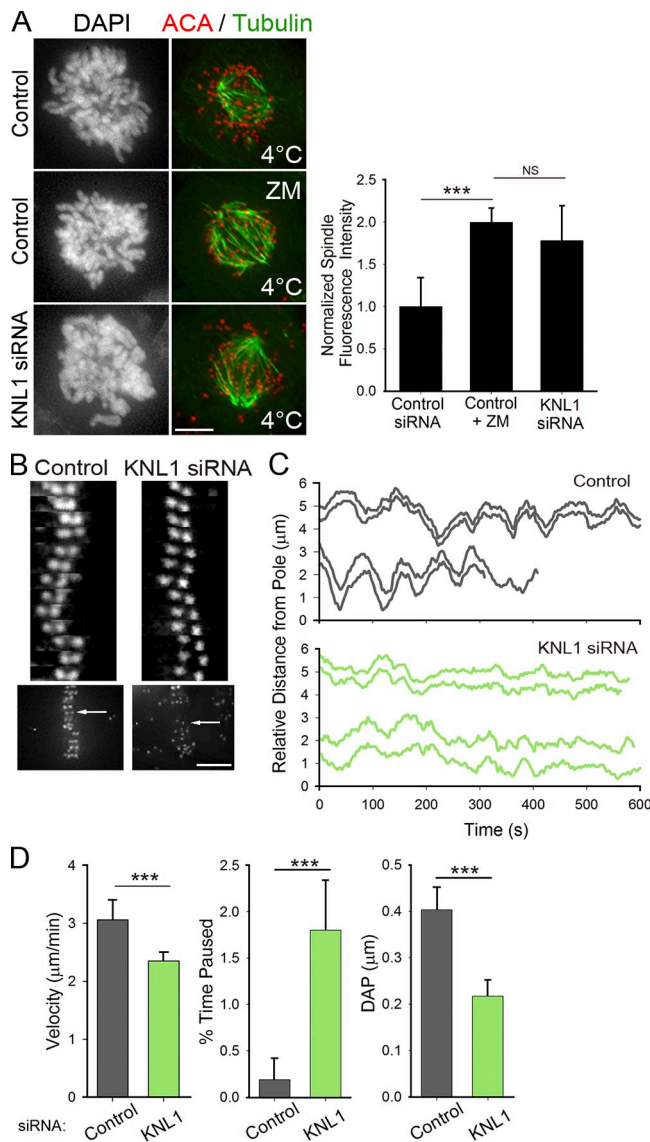 A
DAPI
ACA / Tubulin
Control
4°C
Control
ZM
4°C
KNL1 siRNA
4°C
Normalized Spindle
Fluorescence Intensity
2.5
2.0
1.5
1.0
0.5
0.0
***
NS
Control
siRNA
Control
+ ZM
KNL1
siRNA
B
Control
KNL1 siRNA
C
Relative Distance from Pole (μm)
Control
6
5
4
3
2
1
0
KNL1 siRNA
6
5
4
3
2
1
0
0
100
200
300
400
500
600
Time (s)
D
Velocity (μm/min)
4
3
2
1
0
***
% Time Paused
2.5
2.0
1.5
1.0
0.5
0.0
***
DAP (μm)
0.5
0.4
0.3
0.2
0.1
0.0
***
siRNA:
Control
KNL1
Control
KNL1
Control
KNL1